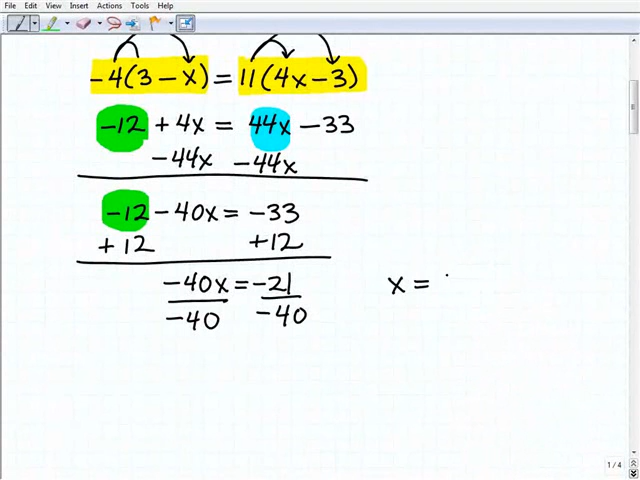 File Edit View Insert Actions Tools Help
-4(3-x) = 11(4x-3)
-12 +4x = 44x -33
-44x -44x
-12 -40x = -33
+12 +12
-40x = -21 x =
-40 -40
1/4